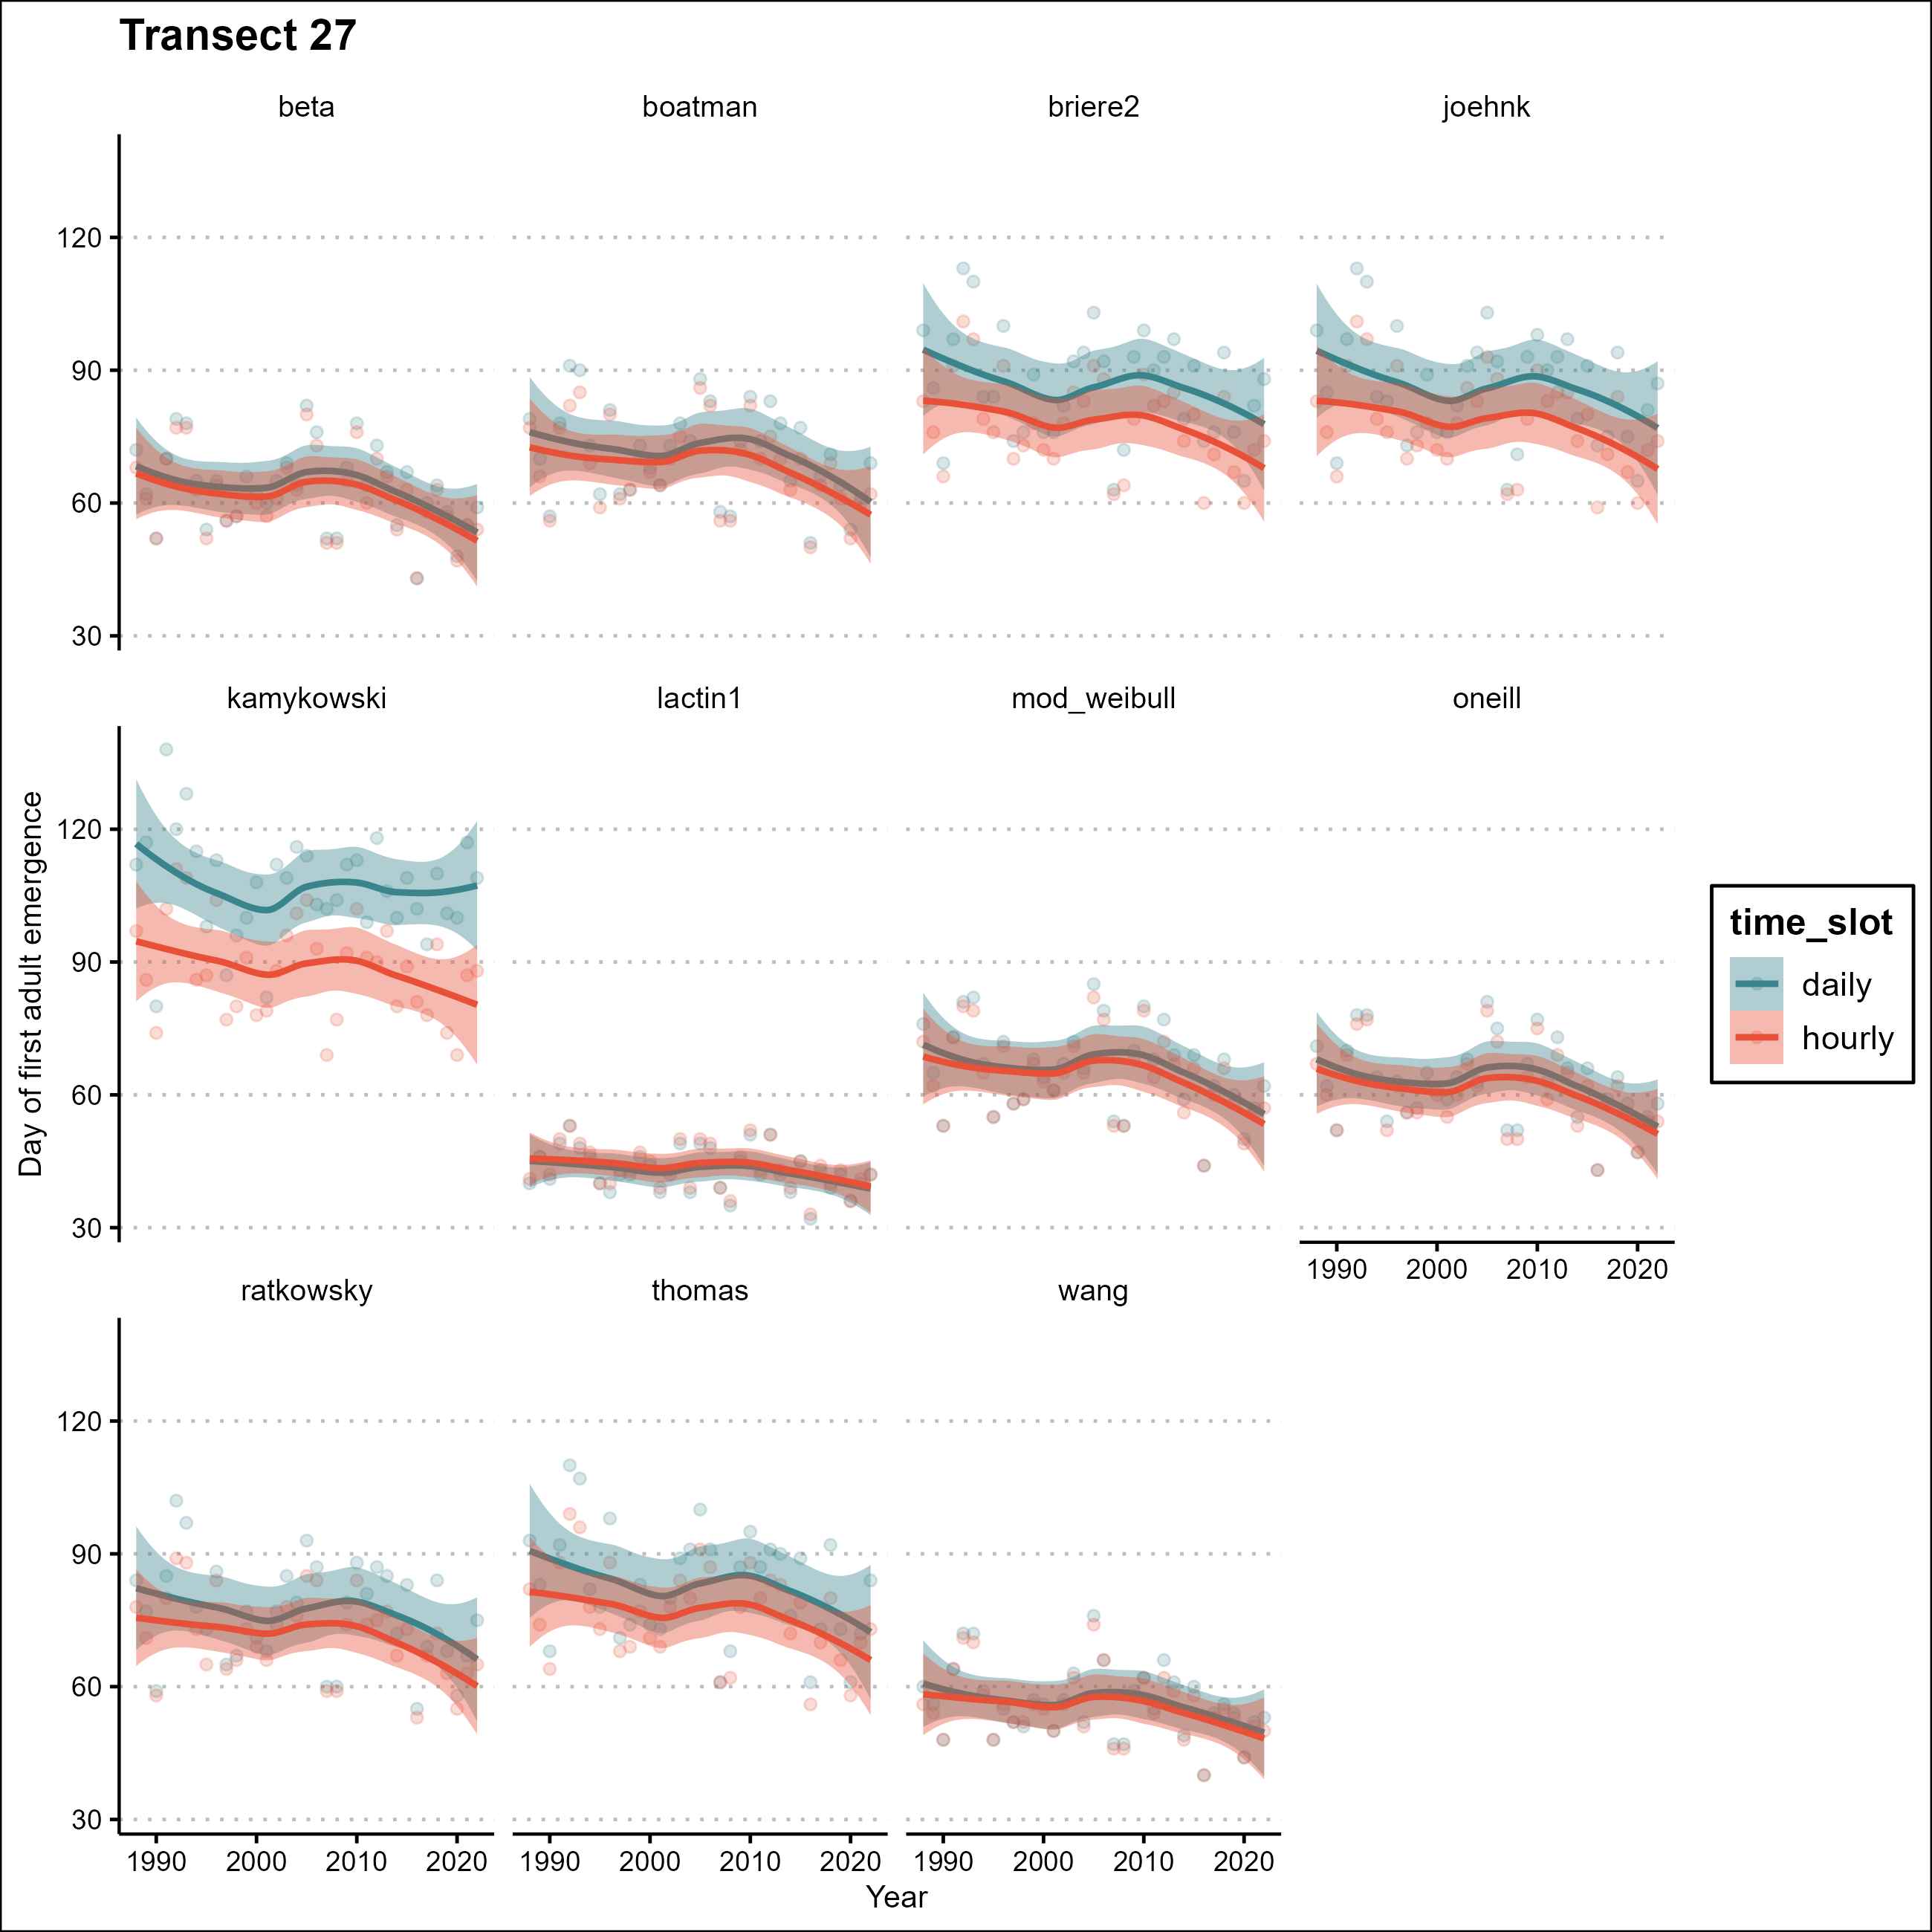 Transect 27
beta boatman briere2 joehnk
120
90
60
30
kamykowski lactin1 mod_weibull oneill
120
90
60
30
1990 2000 2010 2020
ratkowsky thomas wang
120
90
60
30
1990 2000 2010 2020 1990 2000 2010 2020 1990 2000 2010 2020
Year
Day of first adult emergence
time_slot
daily
hourly